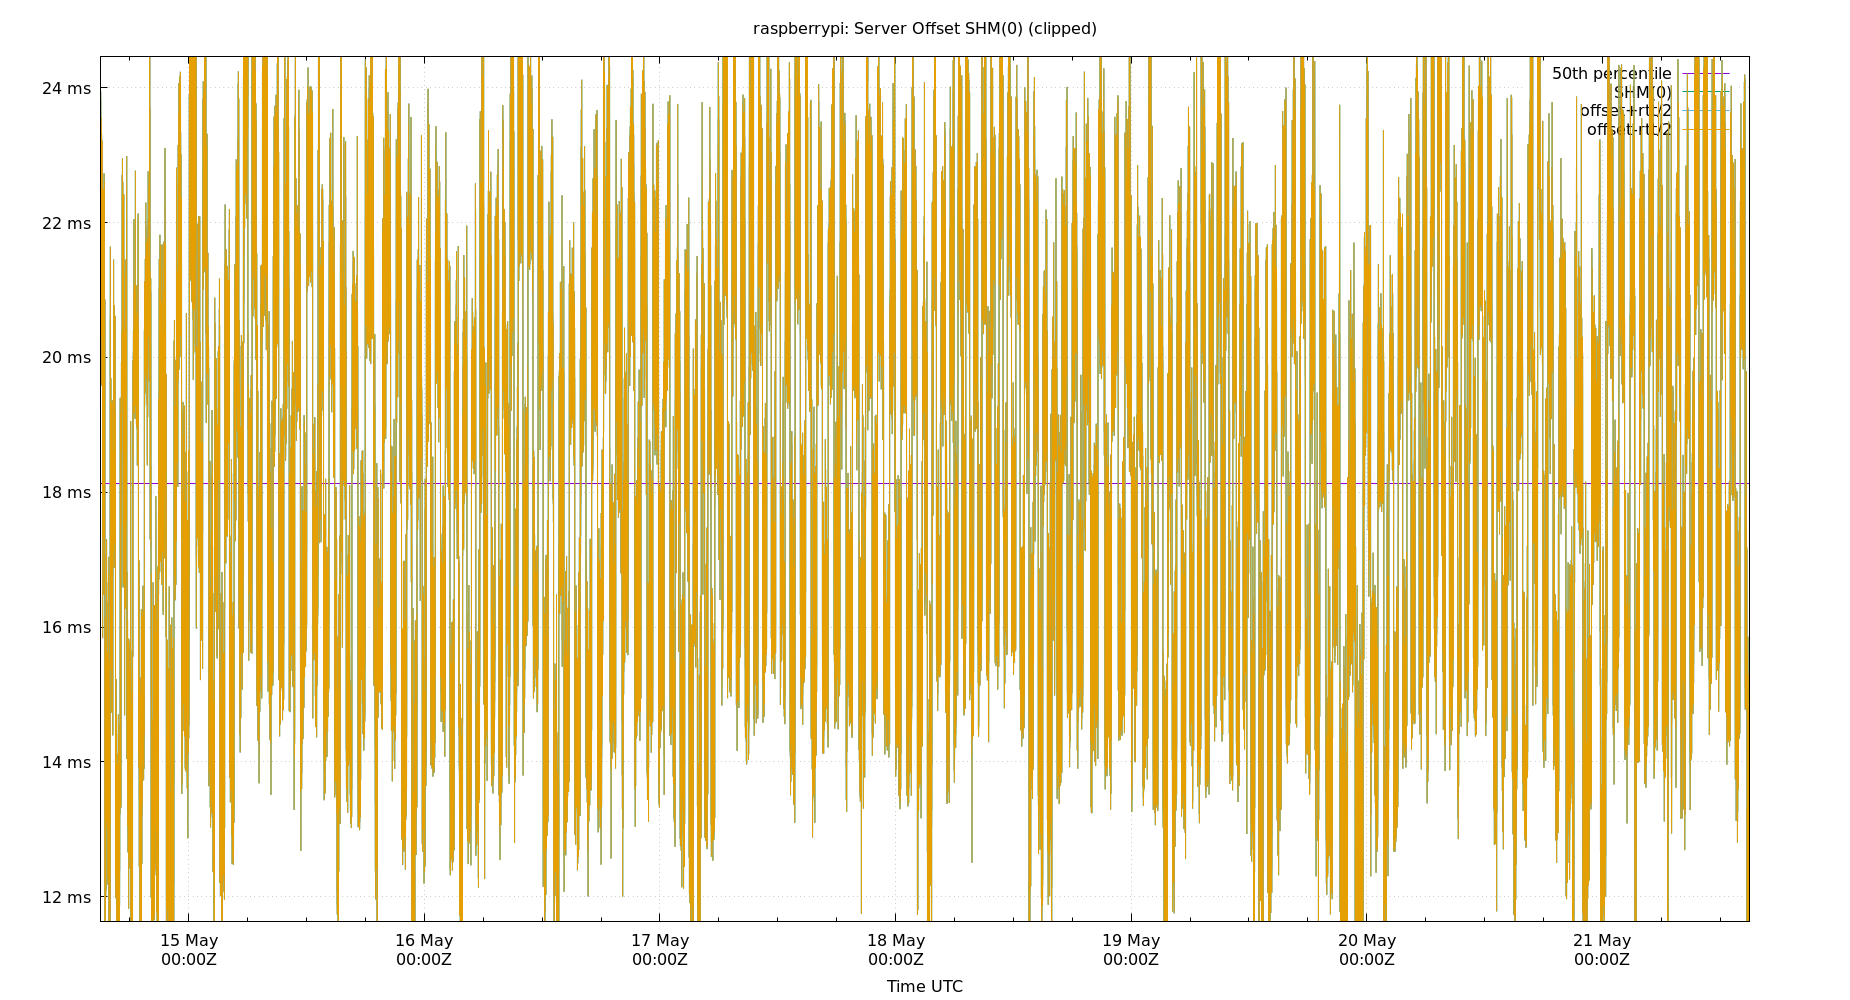 raspberrypi: Server Offset SHM(0) (clipped)
50th percentile
SHM(0)
offset+rtt/2
offset-rtt/2
24 ms
22 ms
20 ms
18 ms
16 ms
14 ms
12 ms
15 May
00:00Z
16 May
00:00Z
17 May
00:00Z
18 May
00:00Z
19 May
00:00Z
20 May
00:00Z
21 May
00:00Z
Time UTC